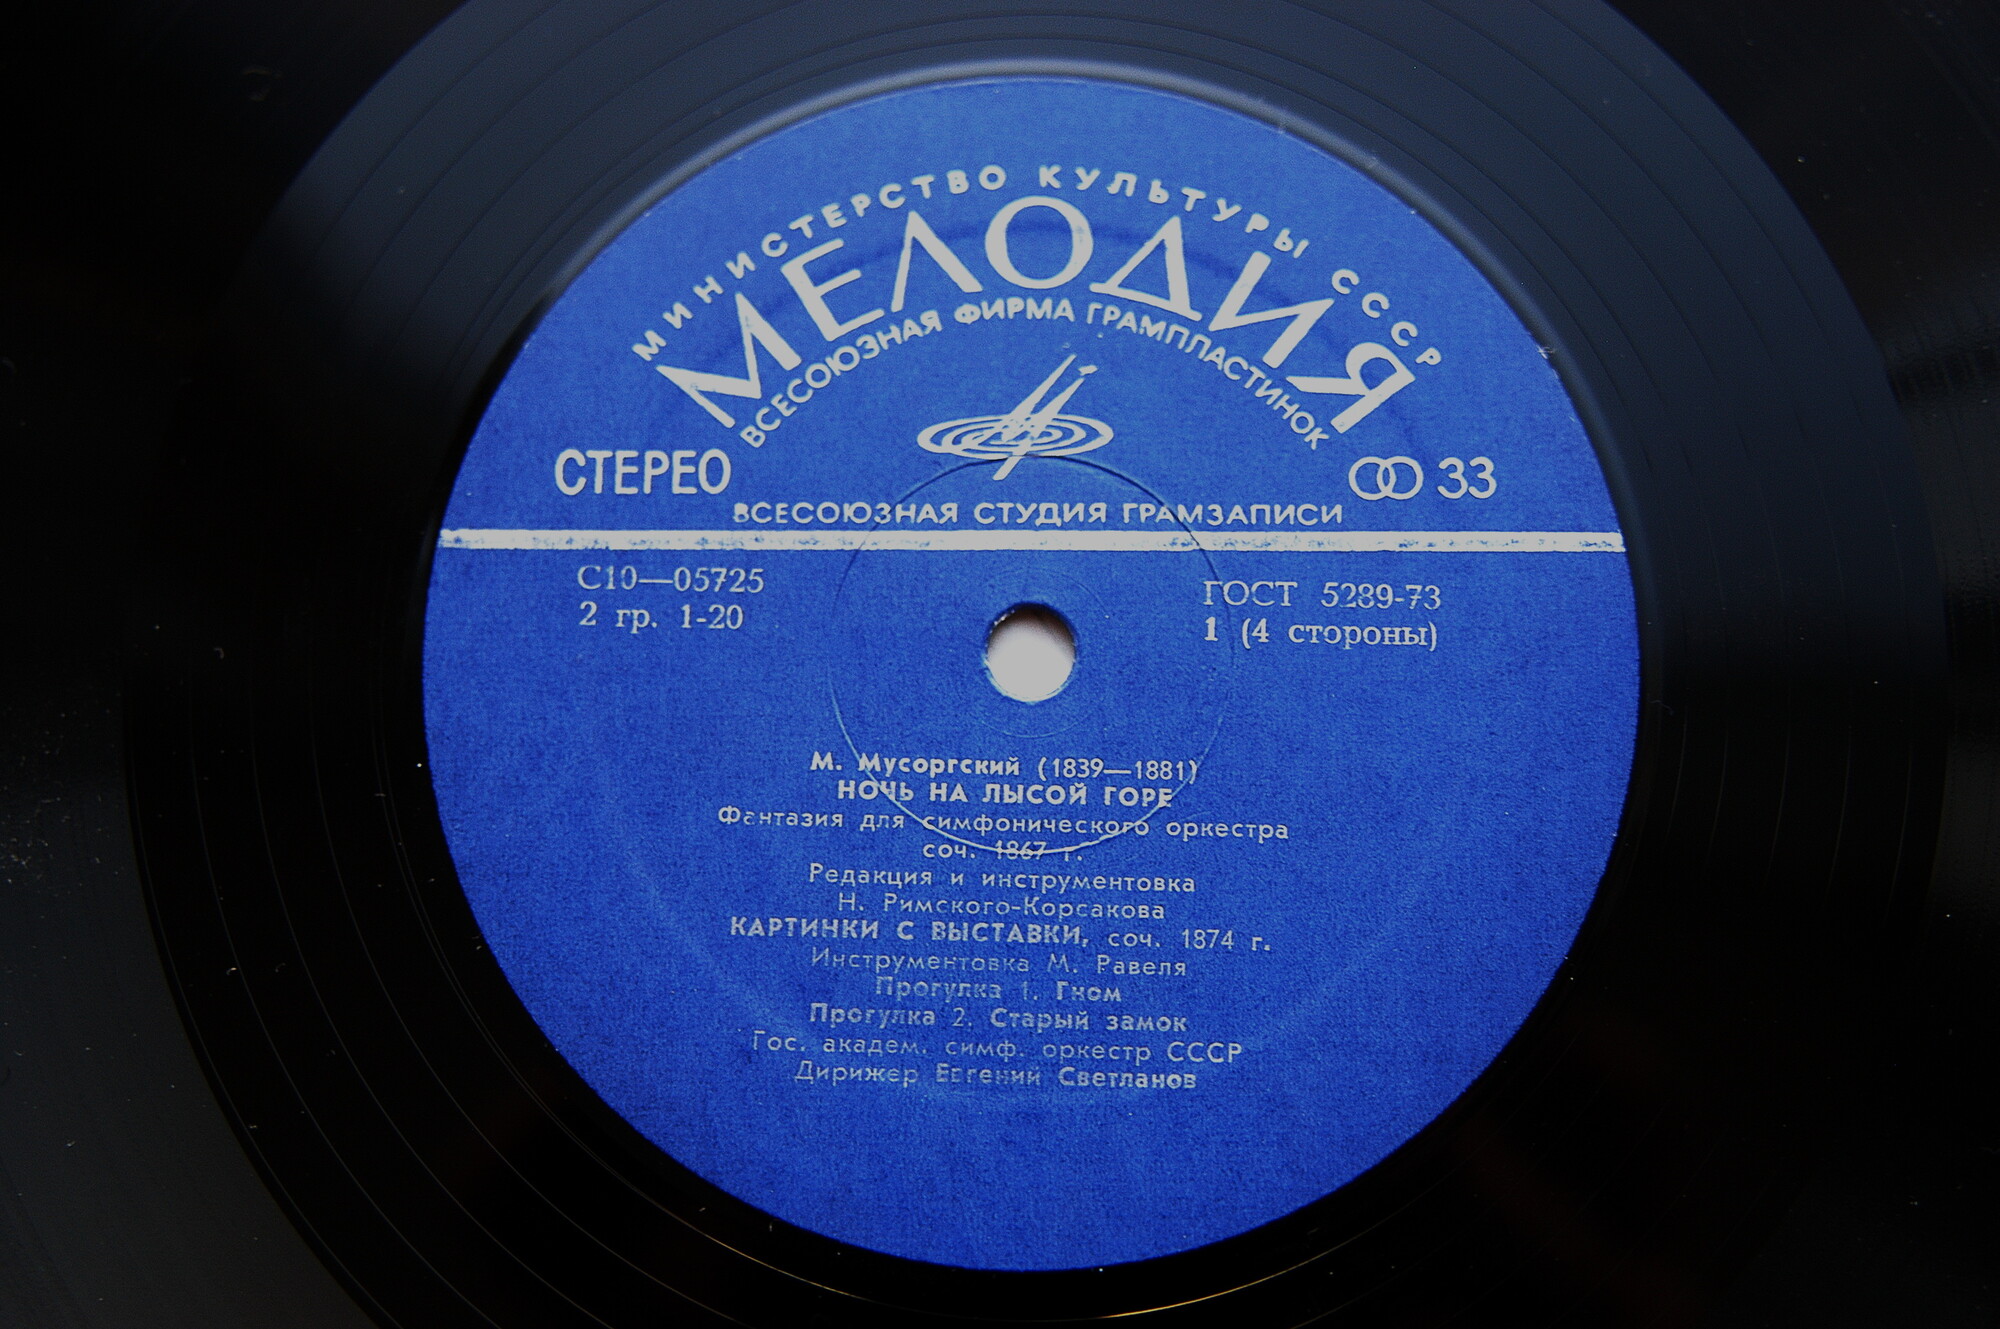 МИНИСТЕРСТВО КУЛЬТУРЫ СССР
МЕЛОДИЯ
ВСЕСОЮЗНАЯ ФИРМА ГРАМПЛАСТИНОК
СТЕРЕО
33
ВСЕСОЮЗНАЯ СТУДИЯ ГРАМЗАПИСИ
С10—05725
2 гр. 1-20
ГОСТ 5289-73
1 (4 стороны)
М. Мусоргский (1839—1881)
НОЧЬ НА ЛЫСОЙ ГОРЕ
Фантазия для симфонического оркестра
соч. 1867 г.
Редакция и инструментовка
Н. Римского-Корсакова
КАРТИНКИ С ВЫСТАВКИ, соч. 1874 г.
Инструментовка М. Равеля
Прогулка 1. Гном
Прогулка 2. Старый замок
Гос. академ. симф. оркестр СССР
Дирижер Евгений Светланов